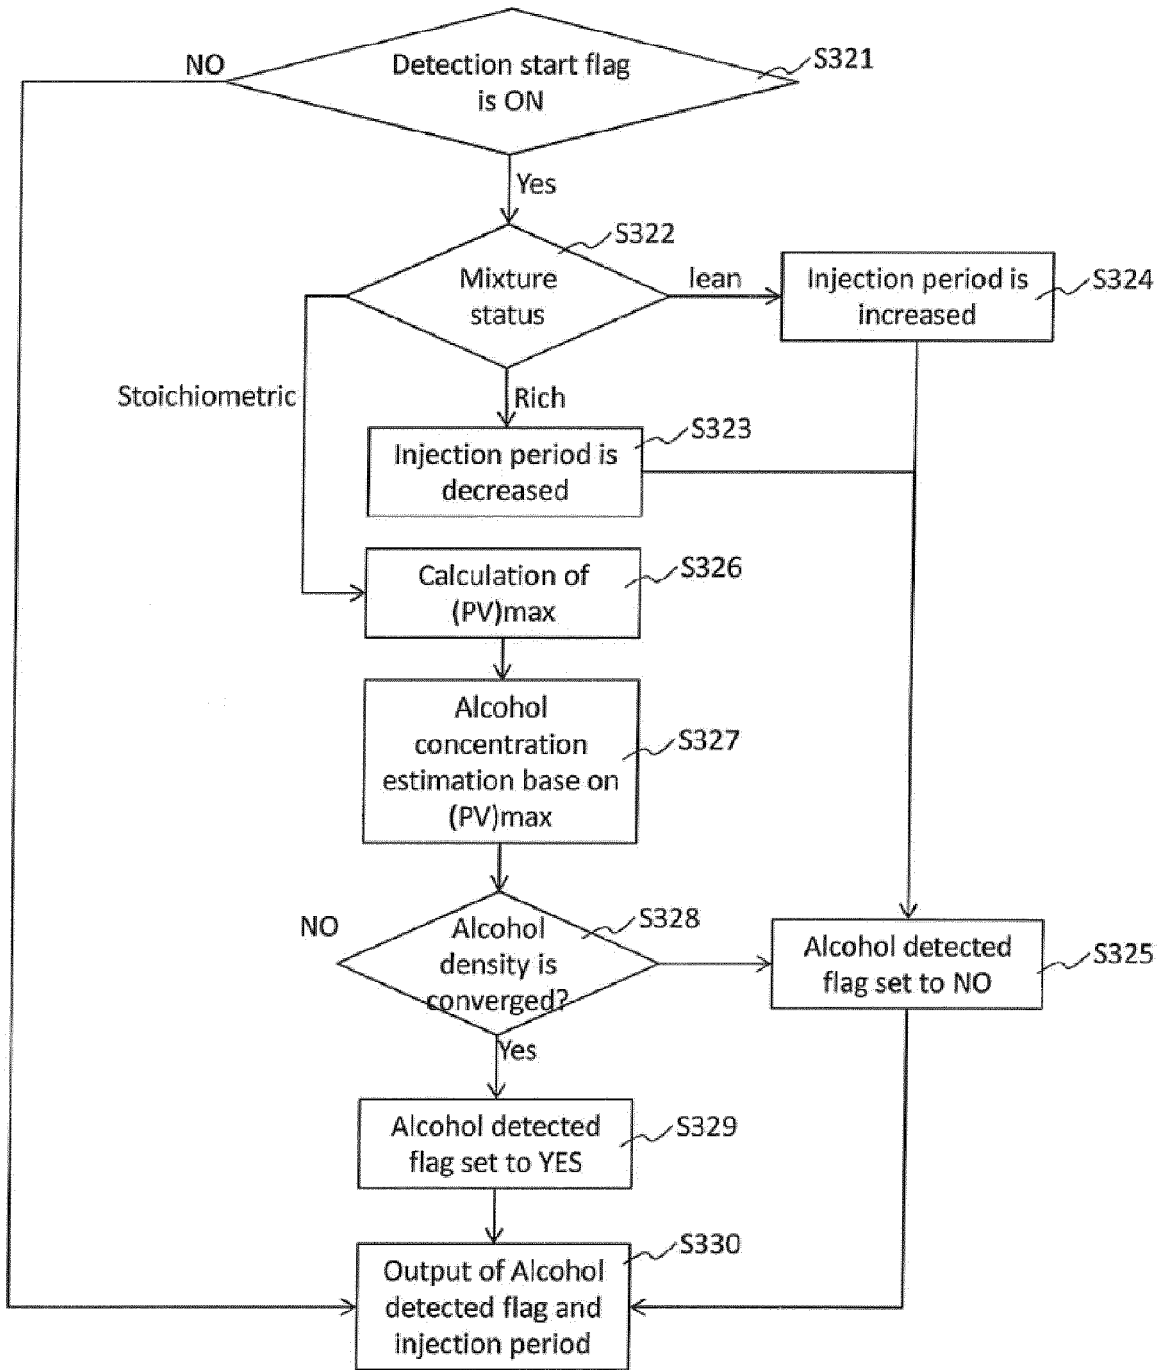 NO
Detection start flag
is ON
S321
Yes
S322
Mixture
status
lean
Injection period is
increased
S324
Stoichiometric
Rich
S323
Injection period is
decreased
S326
Calculation of
(PV)max
Alcohol
concentration
estimation base on
(PV)max
S327
NO
Alcohol
density is
converged?
S328
Alcohol detected
flag set to NO
S325
Yes
Alcohol detected
flag set to YES
S329
S330
Output of Alcohol
detected flag and
injection period